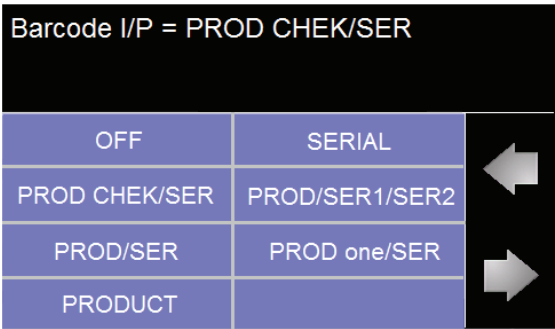 Barcode I/P = PROD CHEK/SER
OFF
SERIAL
PROD CHEK/SER
PROD/SER1/SER2
PROD/SER
PROD one/SER
PRODUCT